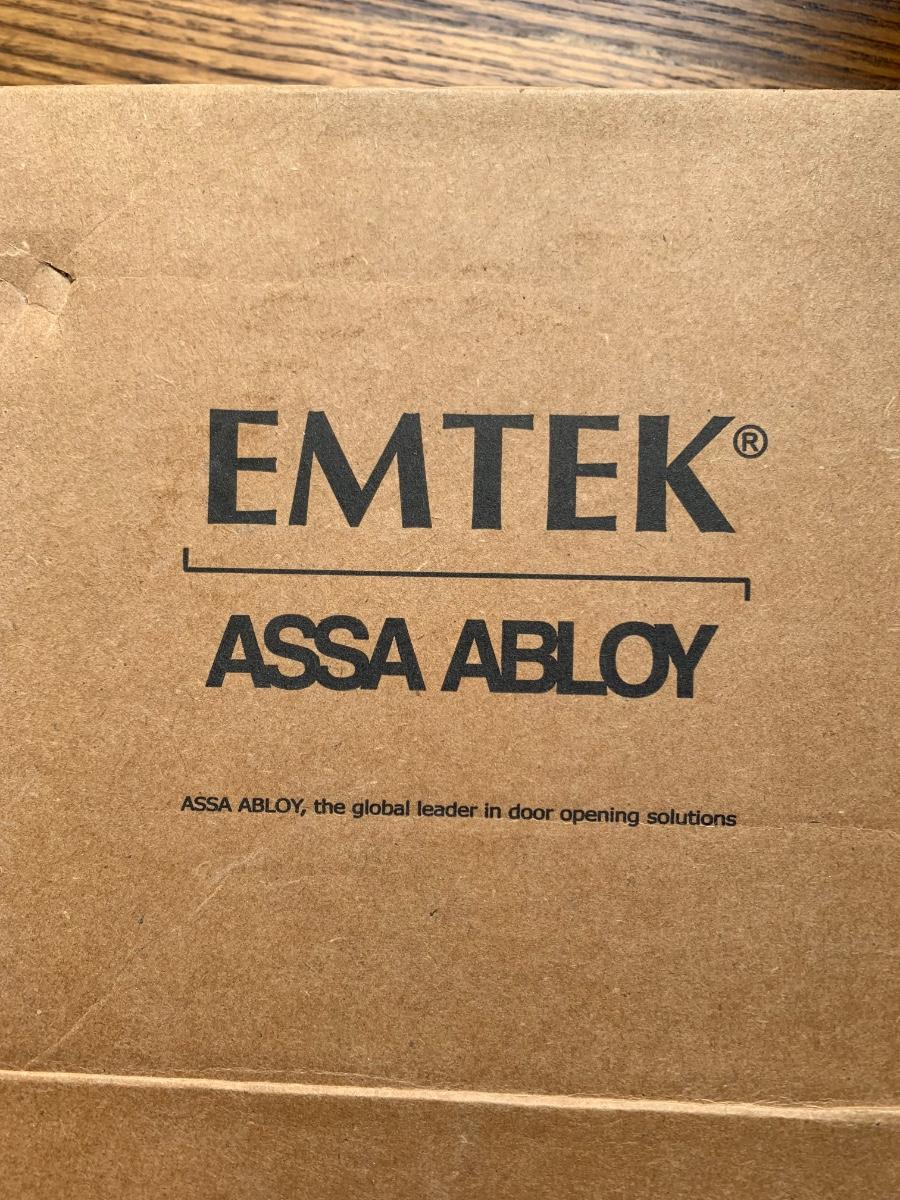 EMTEK®
ASSA ABLOY
ASSA ABLOY, the global leader in door opening solutions